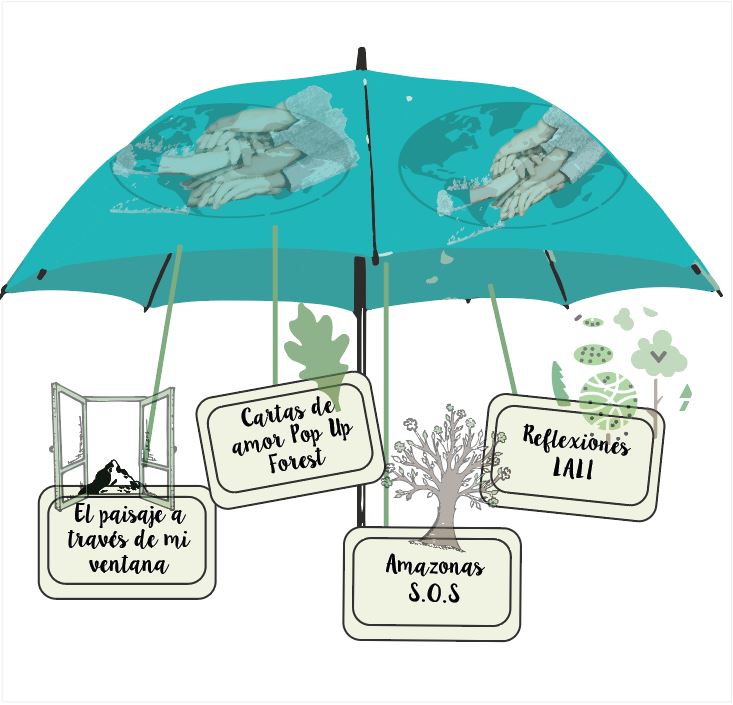 Cartas de
amor Pop Up
Forest
Reflexiones
LALI
El paisaje a
través de mi
ventana
Amazonas
S.O.S